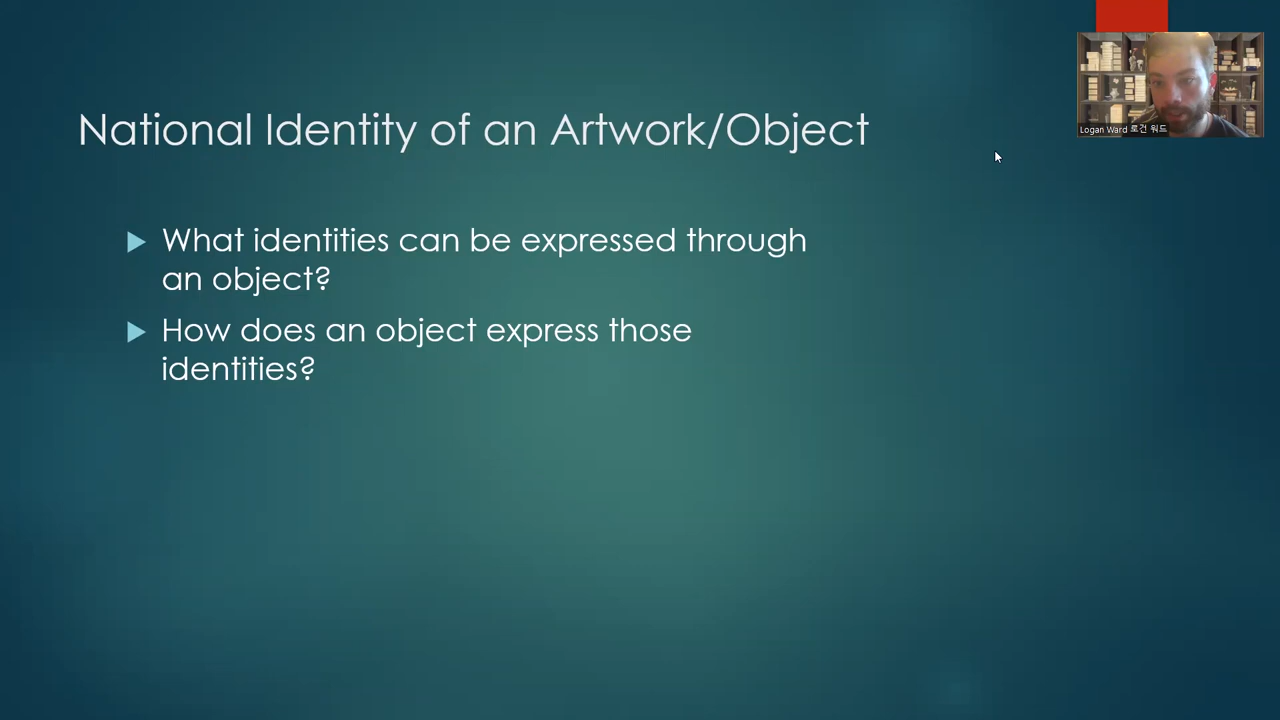 National Identity of an Artwork/Object
What identities can be expressed through
an object?
How does an object express those
identities?
Logan Ward 로건 워드